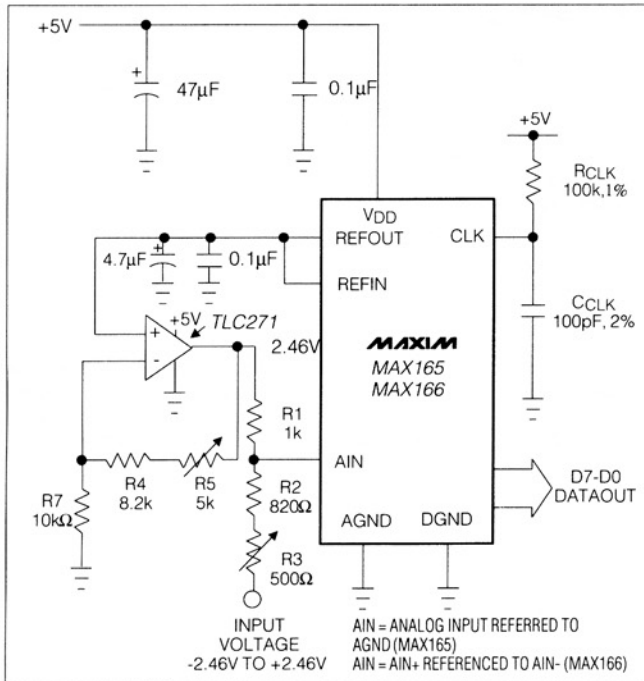 +5V
+
47µF
0.1µF
+5V
RCLK
100k,1%
VDD
REFOUT
CLK
+
4.7µF
0.1µF
REFIN
CCLK
100pF, 2%
+5V
TLC271
+
-
2.46V
MAXIM
MAX165
MAX166
R1
1k
AIN
R4
8.2k
R5
5k
R2
820Ω
D7-D0
DATAOUT
R7
10kΩ
AGND
DGND
R3
500Ω
INPUT
VOLTAGE
-2.46V TO +2.46V
AIN = ANALOG INPUT REFERRED TO
AGND (MAX165)
AIN = AIN+ REFERENCED TO AIN- (MAX166)